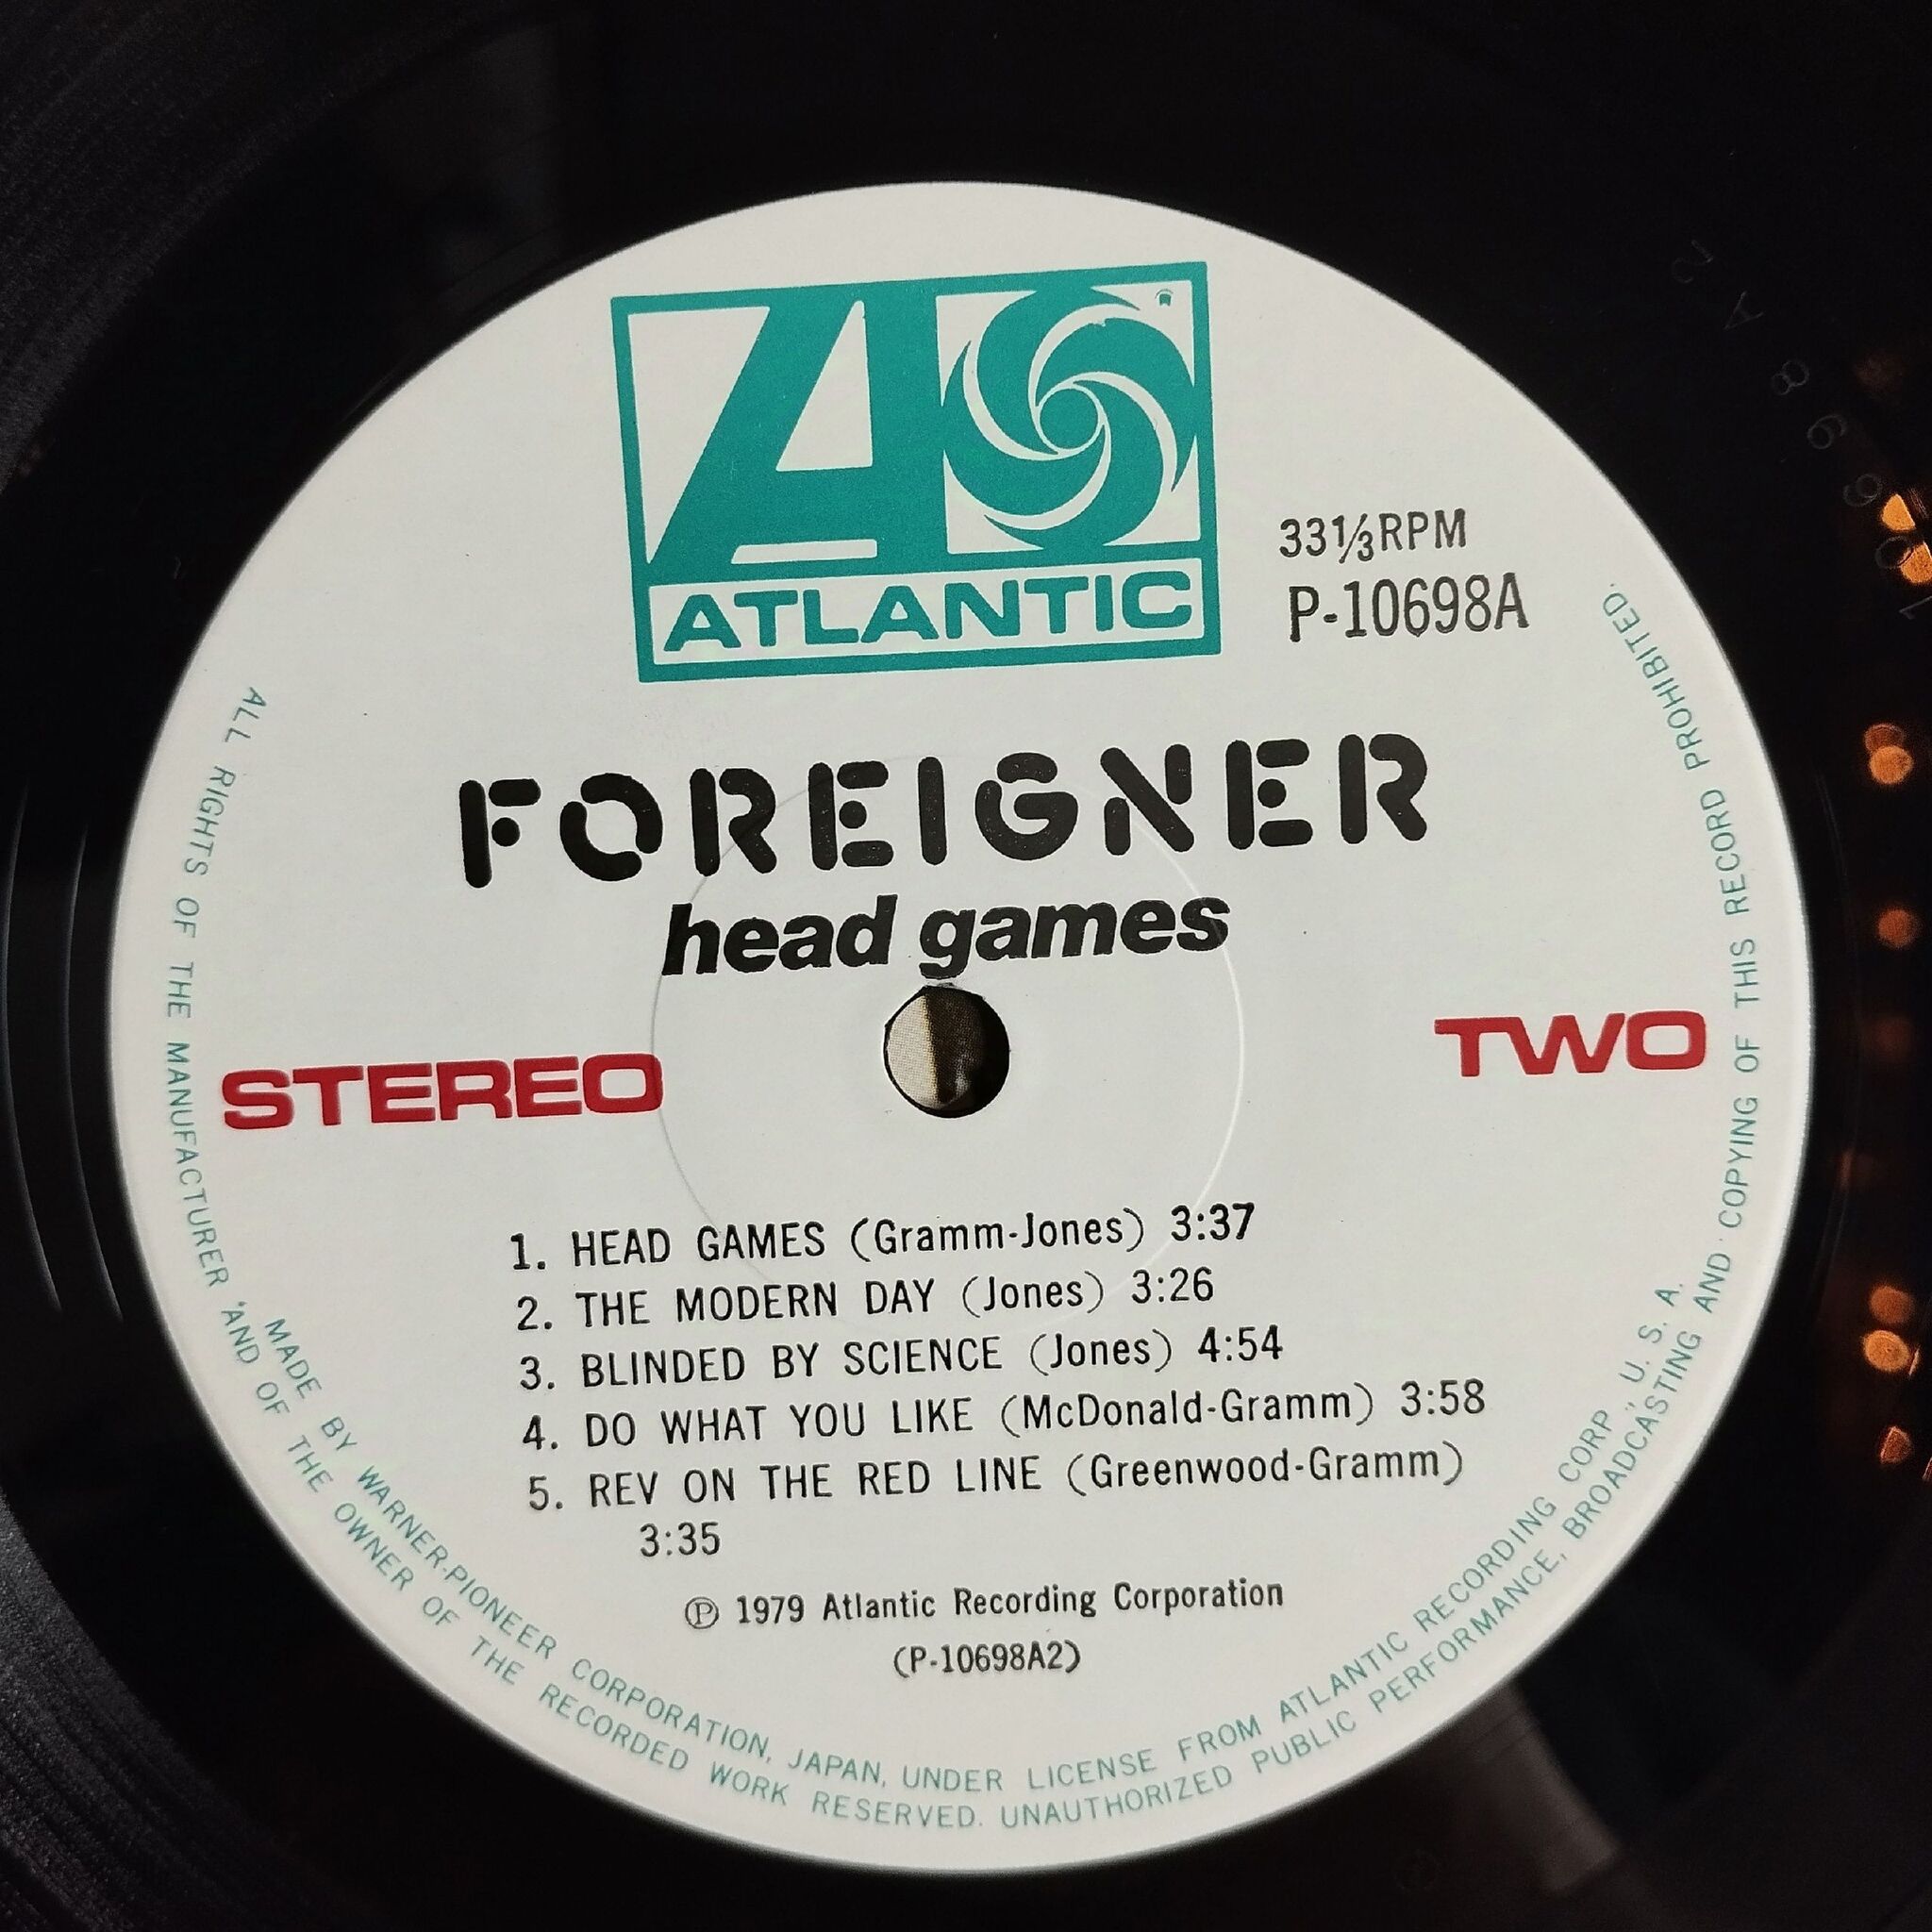 ATLANTIC
33⅓RPM
P-10698A
FOREIGNER
head games
STEREO
TWO
1. HEAD GAMES (Gramm-Jones) 3:37
2. THE MODERN DAY (Jones) 3:26
3. BLINDED BY SCIENCE (Jones) 4:54
4. DO WHAT YOU LIKE (McDonald-Gramm) 3:58
5. REV ON THE RED LINE (Greenwood-Gramm)
3:35
Ⓟ 1979 Atlantic Recording Corporation
(P-10698A2)
MADE BY WARNER-PIONEER CORPORATION, JAPAN, UNDER LICENSE FROM ATLANTIC RECORDING CORP., U. S. A.
ALL RIGHTS OF THE MANUFACTURER AND OF THE OWNER OF THE RECORDED WORK RESERVED. UNAUTHORIZED PUBLIC PERFORMANCE, BROADCASTING AND COPYING OF THIS RECORD PROHIBITED.